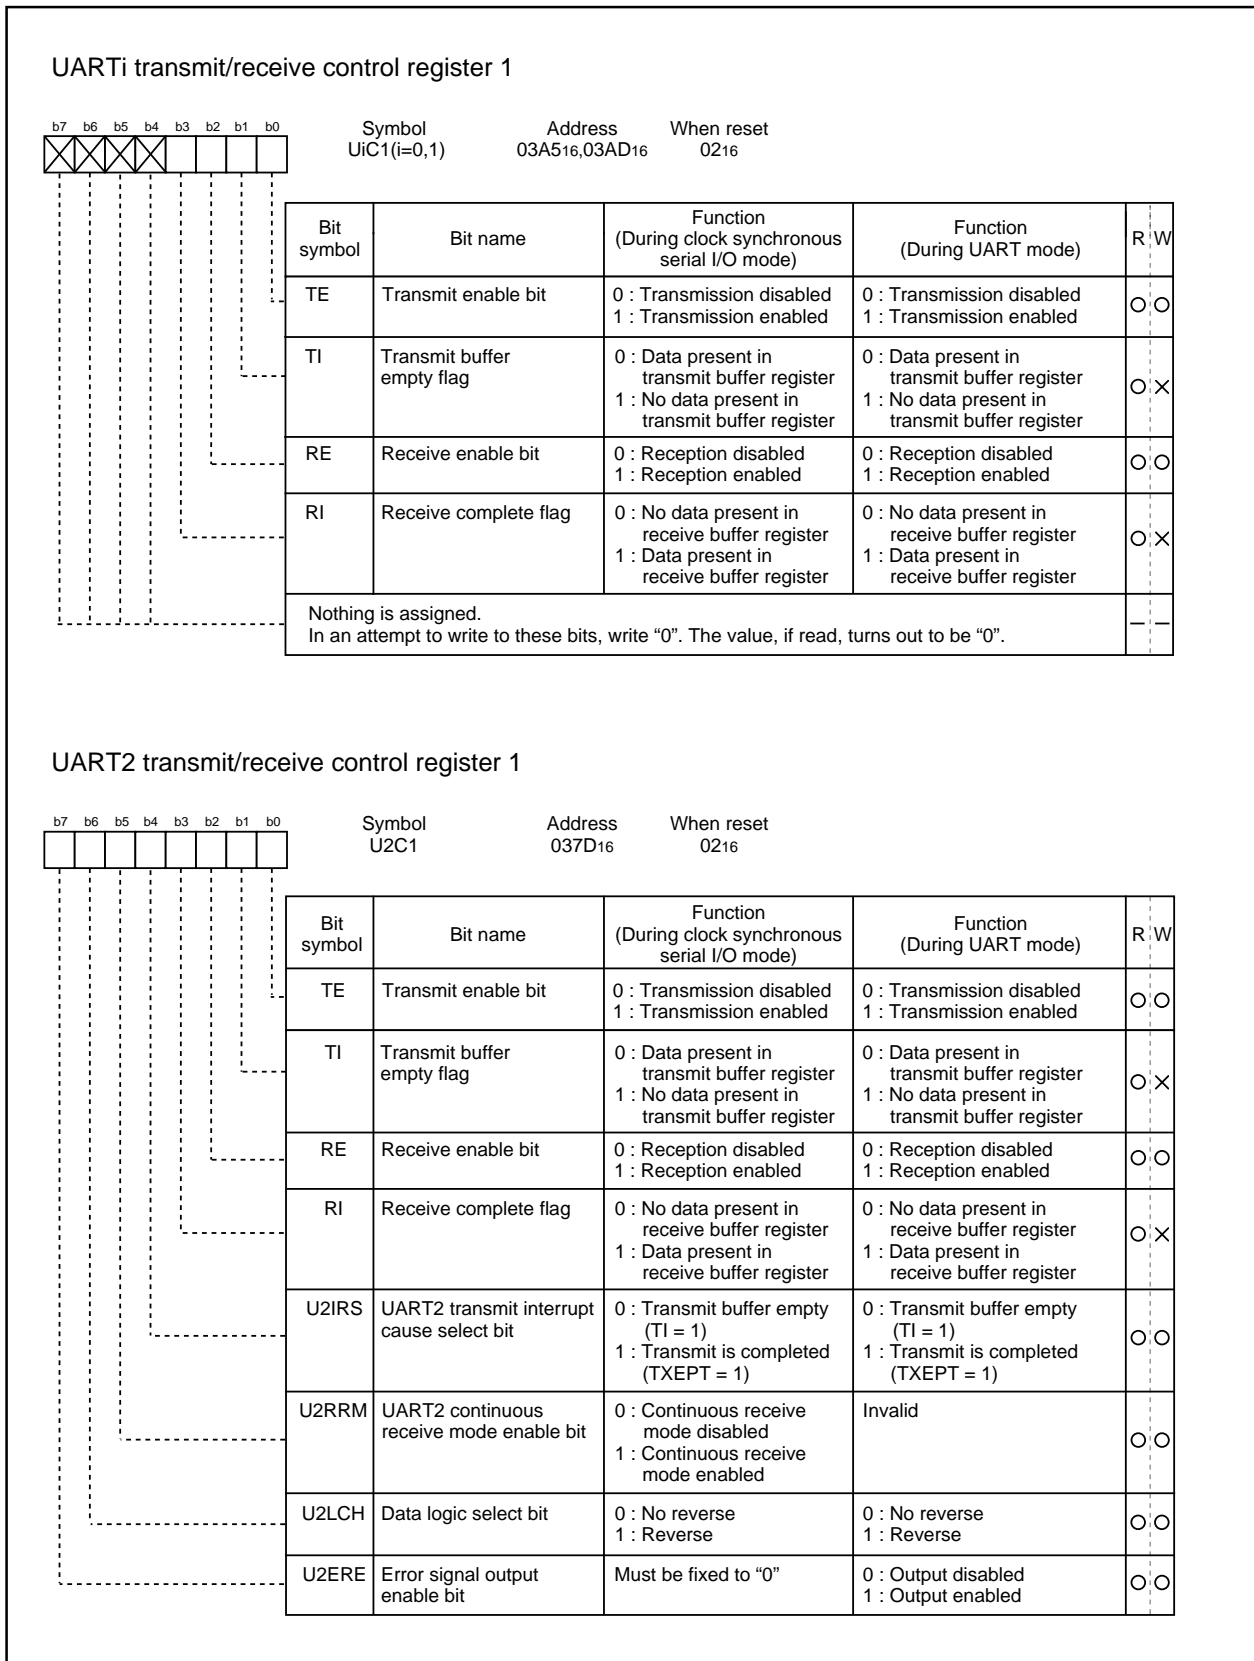 UARTi transmit/receive control register 1
b7 b6 b5 b4 b3 b2 b1 b0
Symbol Address When reset
UiC1(i=0,1) 03A516,03AD16 0216
Bit symbol Bit name Function (During clock synchronous serial I/O mode) Function (During UART mode) R W
TE Transmit enable bit 0 : Transmission disabled 0 : Transmission disabled
1 : Transmission enabled 1 : Transmission enabled
TI Transmit buffer 0 : Data present in 0 : Data present in
empty flag transmit buffer register transmit buffer register
1 : No data present in 1 : No data present in
transmit buffer register transmit buffer register
RE Receive enable bit 0 : Reception disabled 0 : Reception disabled
1 : Reception enabled 1 : Reception enabled
RI Receive complete flag 0 : No data present in 0 : No data present in
receive buffer register receive buffer register
1 : Data present in 1 : Data present in
receive buffer register receive buffer register
Nothing is assigned.
In an attempt to write to these bits, write “0”. The value, if read, turns out to be “0”.
UART2 transmit/receive control register 1
b7 b6 b5 b4 b3 b2 b1 b0
Symbol Address When reset
U2C1 037D16 0216
Bit symbol Bit name Function (During clock synchronous serial I/O mode) Function (During UART mode) R W
TE Transmit enable bit 0 : Transmission disabled 0 : Transmission disabled
1 : Transmission enabled 1 : Transmission enabled
TI Transmit buffer 0 : Data present in 0 : Data present in
empty flag transmit buffer register transmit buffer register
1 : No data present in 1 : No data present in
transmit buffer register transmit buffer register
RE Receive enable bit 0 : Reception disabled 0 : Reception disabled
1 : Reception enabled 1 : Reception enabled
RI Receive complete flag 0 : No data present in 0 : No data present in
receive buffer register receive buffer register
1 : Data present in 1 : Data present in
receive buffer register receive buffer register
U2IRS UART2 transmit interrupt 0 : Transmit buffer empty 0 : Transmit buffer empty
cause select bit (TI = 1) (TI = 1)
1 : Transmit is completed 1 : Transmit is completed
(TXEPT = 1) (TXEPT = 1)
U2RRM UART2 continuous 0 : Continuous receive Invalid
receive mode enable bit mode disabled
1 : Continuous receive
mode enabled
U2LCH Data logic select bit 0 : No reverse 0 : No reverse
1 : Reverse 1 : Reverse
U2ERE Error signal output Must be fixed to “0” 0 : Output disabled
enable bit 1 : Output enabled